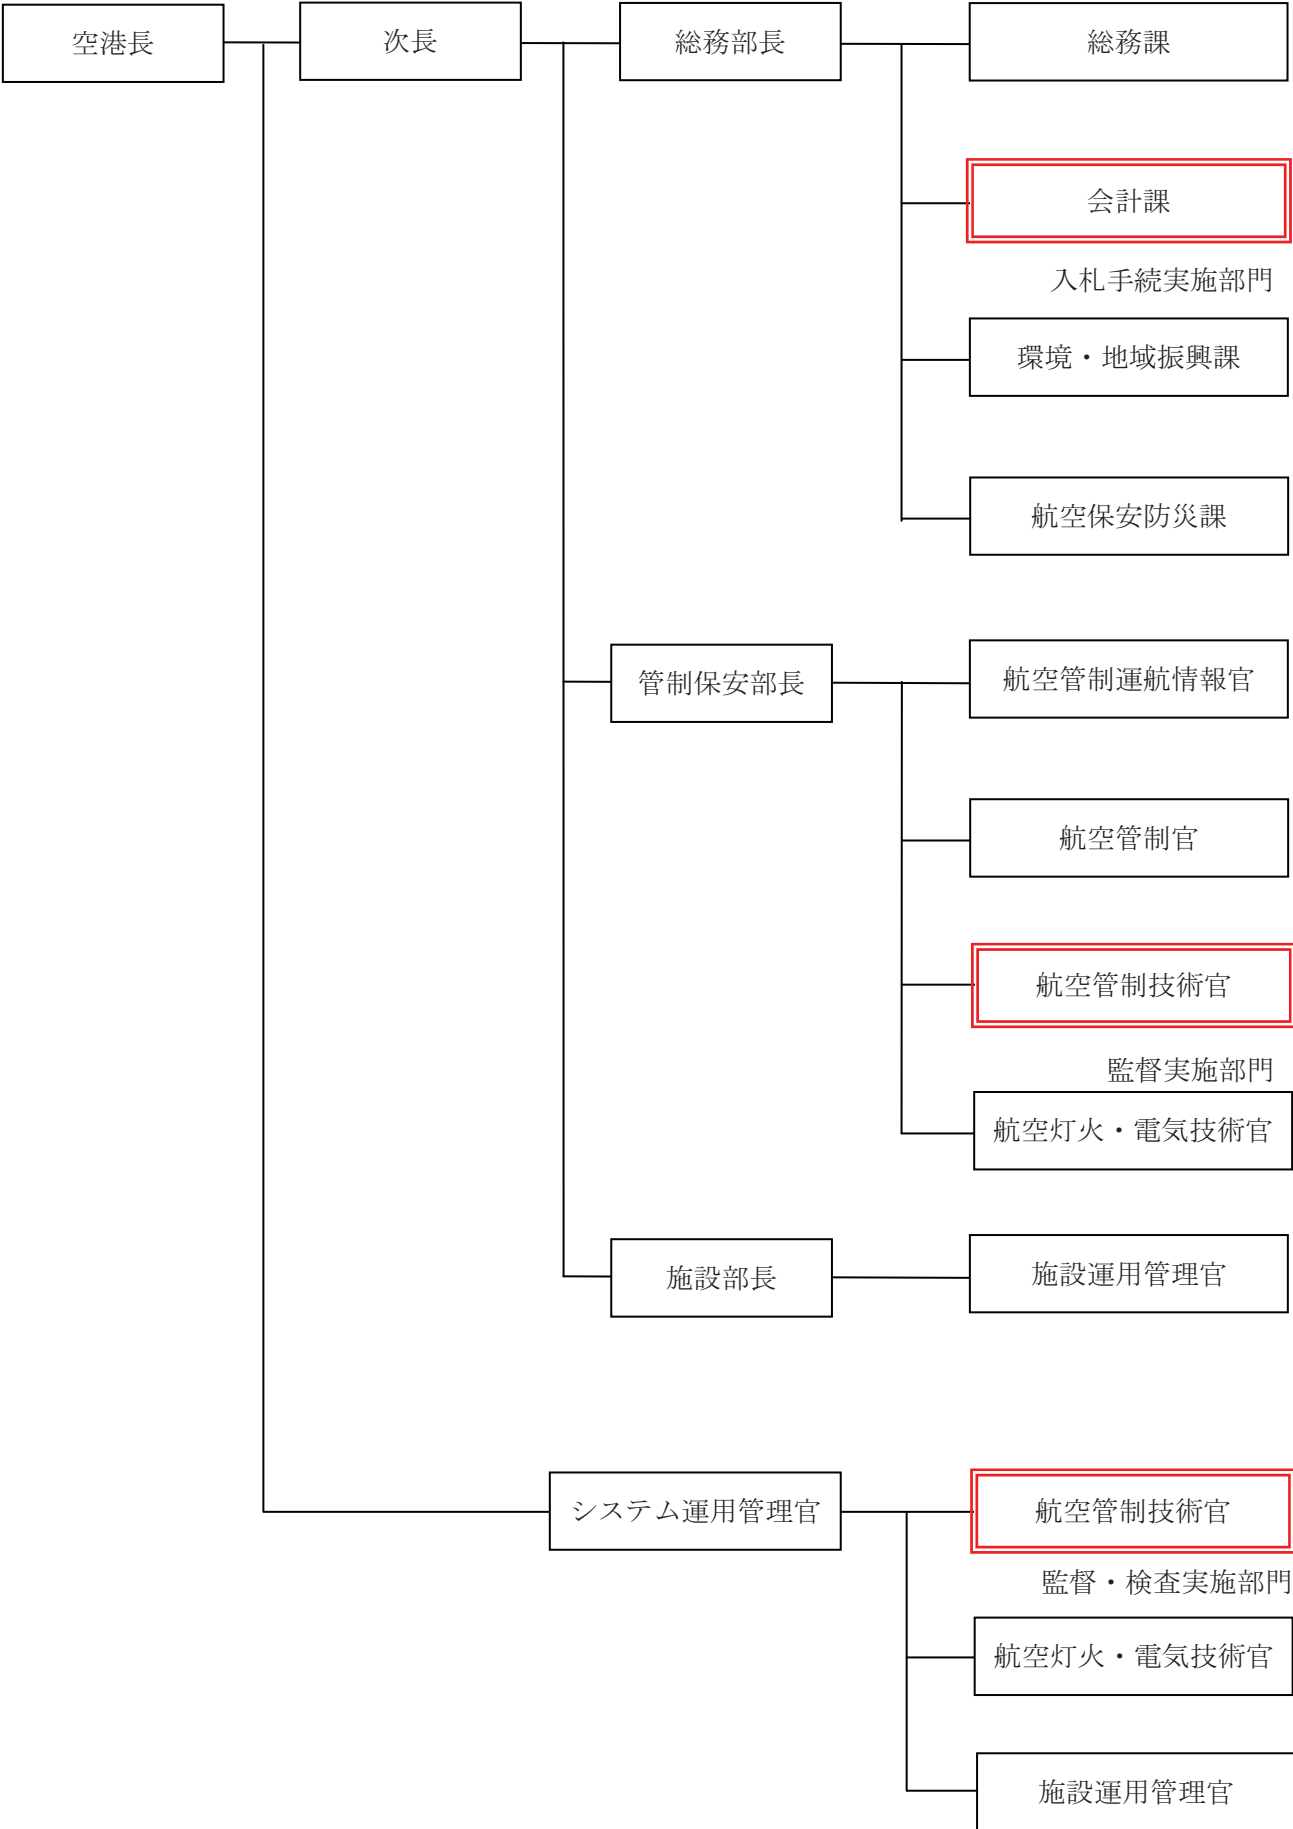 空港長
次長
総務部長
総務課
会計課
入札手続実施部門
環境・地域振興課
航空保安防災課
管制保安部長
航空管制運航情報官
航空管制官
航空管制技術官
監督実施部門
航空灯火・電気技術官
施設部長
施設運用管理官
システム運用管理官
航空管制技術官
監督・検査実施部門
航空灯火・電気技術官
施設運用管理官